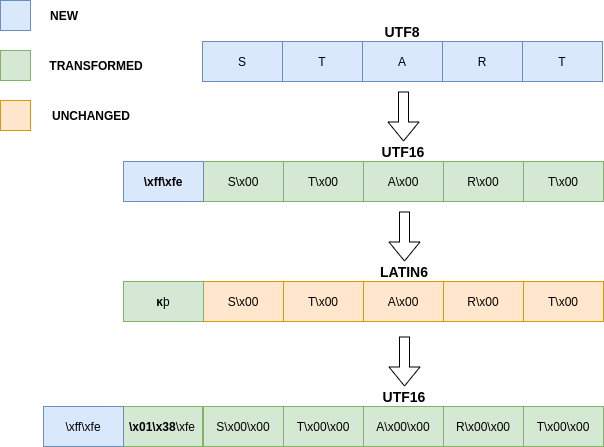 NEW
TRANSFORMED
UNCHANGED
UTF8
S T A R T
UTF16
\xff\xfe S\x00 T\x00 A\x00 R\x00 T\x00
LATIN6
кþ S\x00 T\x00 A\x00 R\x00 T\x00
UTF16
\xff\xfe \x01\x38\xfe S\x00\x00 T\x00\x00 A\x00\x00 R\x00\x00 T\x00\x00